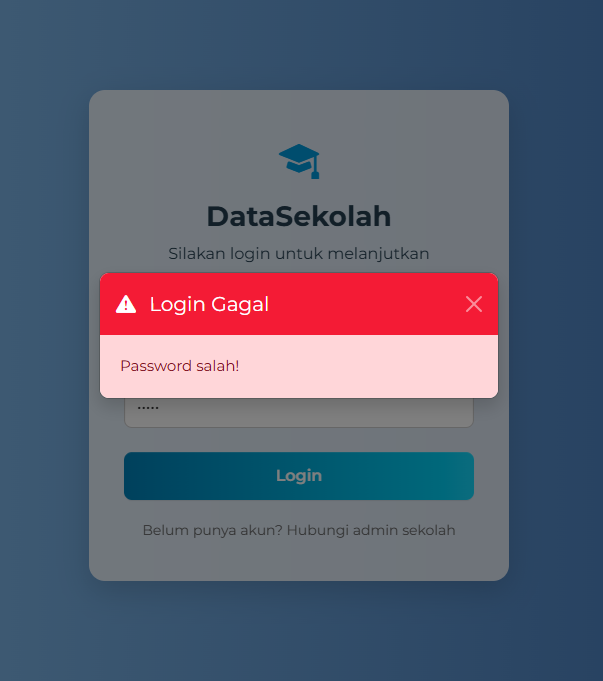 DataSekolah
Silakan login untuk melanjutkan
Login Gagal
Password salah!
•••••
Login
Belum punya akun? Hubungi admin sekolah